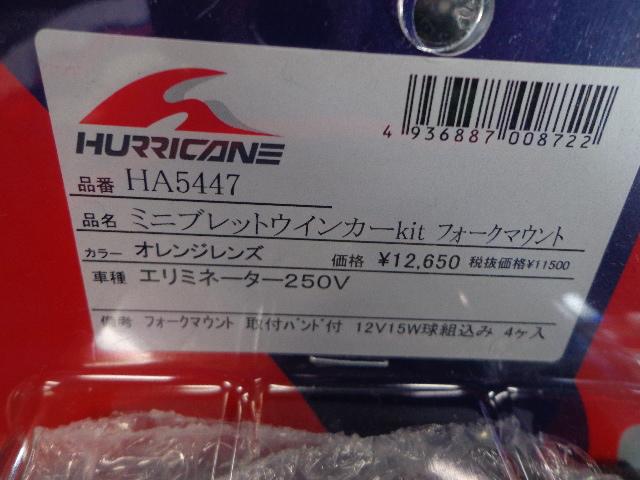 HURRICANE
4 936887 008722
品番 HA5447
品名 ミニブレットウインカーkit フォークマウント
カラー オレンジレンズ 価格 ¥12,650 税抜価格¥11500
車種 エリミネーター250V
備考 フォークマウント 取付バンド付 12V15W球組込み 4ケ入